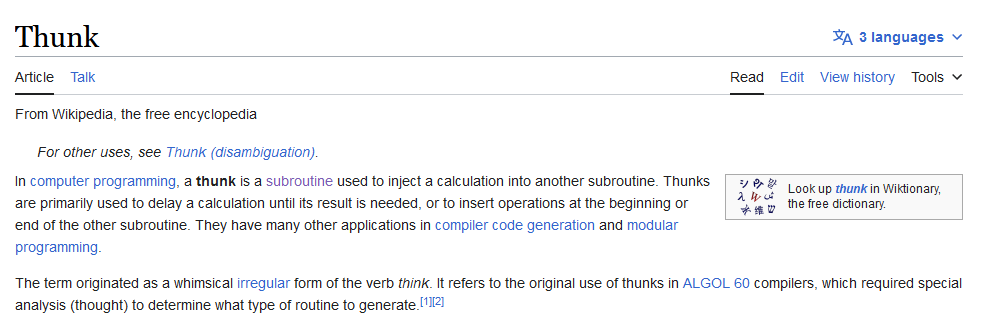 Thunk
文A 3 languages
Article Talk Read Edit View history Tools
From Wikipedia, the free encyclopedia
For other uses, see Thunk (disambiguation).
In computer programming, a thunk is a subroutine used to inject a calculation into another subroutine. Thunks
are primarily used to delay a calculation until its result is needed, or to insert operations at the beginning or
end of the other subroutine. They have many other applications in compiler code generation and modular
programming.
Look up thunk in Wiktionary,
the free dictionary.
The term originated as a whimsical irregular form of the verb think. It refers to the original use of thunks in ALGOL 60 compilers, which required special
analysis (thought) to determine what type of routine to generate.[1][2]